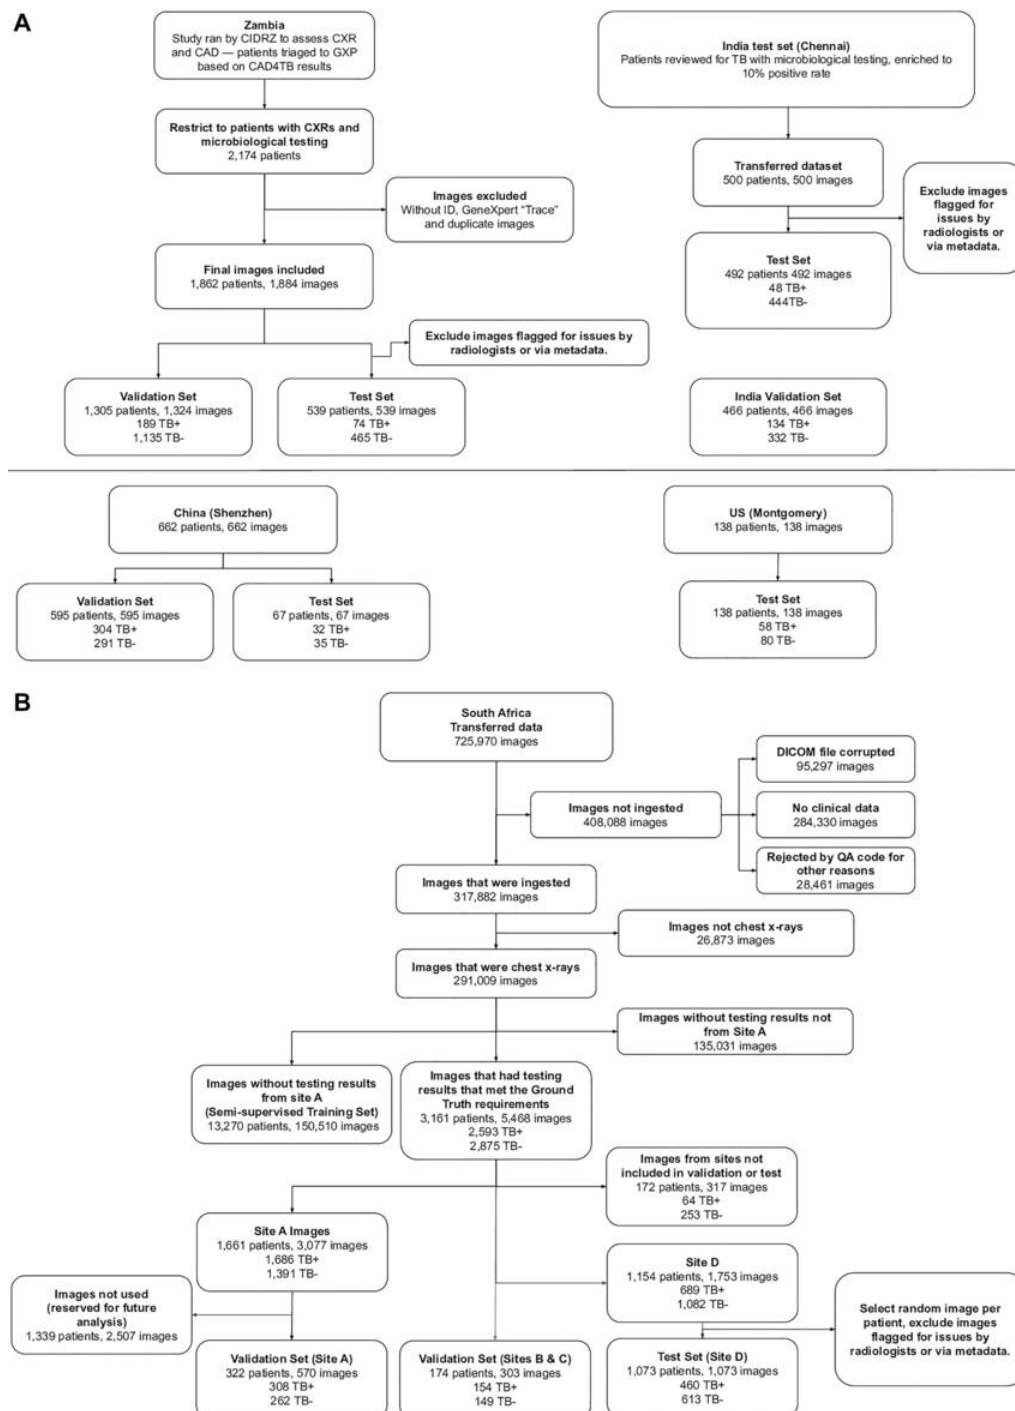 A
Zambia
Study ran by CIDRZ to assess CXR
and CAD — patients triaged to GXP
based on CAD4TB results
Restrict to patients with CXRs and
microbiological testing
2,174 patients
Images excluded
Without ID, GeneXpert “Trace”
and duplicate images
Final images included
1,862 patients, 1,884 images
Exclude images flagged for issues by
radiologists or via metadata.
Validation Set
1,305 patients, 1,324 images
189 TB+
1,135 TB-
Test Set
539 patients, 539 images
74 TB+
465 TB-
India test set (Chennai)
Patients reviewed for TB with microbiological testing, enriched to
10% positive rate
Transferred dataset
500 patients, 500 images
Exclude images
flagged for
issues by
radiologists or
via metadata.
Test Set
492 patients 492 images
48 TB+
444TB-
India Validation Set
466 patients, 466 images
134 TB+
332 TB-
China (Shenzhen)
662 patients, 662 images
Validation Set
595 patients, 595 images
304 TB+
291 TB-
Test Set
67 patients, 67 images
32 TB+
35 TB-
US (Montgomery)
138 patients, 138 images
Test Set
138 patients, 138 images
58 TB+
80 TB-
B
South Africa
Transferred data
725,970 images
Images not ingested
408,088 images
DICOM file corrupted
95,297 images
No clinical data
284,330 images
Rejected by QA code for
other reasons
28,461 images
Images that were ingested
317,882 images
Images not chest x-rays
26,873 images
Images that were chest x-rays
291,009 images
Images without testing results not
from Site A
135,031 images
Images without testing results
from site A
(Semi-supervised Training Set)
13,270 patients, 150,510 images
Images that had testing
results that met the Ground
Truth requirements
3,161 patients, 5,468 images
2,593 TB+
2,875 TB-
Images from sites not
included in validation or test
172 patients, 317 images
64 TB+
253 TB-
Site A Images
1,661 patients, 3,077 images
1,686 TB+
1,391 TB-
Site D
1,154 patients, 1,753 images
689 TB+
1,082 TB-
Images not used
(reserved for future
analysis)
1,339 patients, 2,507 images
Select random image per
patient, exclude images
flagged for issues by
radiologists or via metadata.
Validation Set (Site A)
322 patients, 570 images
308 TB+
262 TB-
Validation Set (Sites B & C)
174 patients, 303 images
154 TB+
149 TB-
Test Set (Site D)
1,073 patients, 1,073 images
460 TB+
613 TB-